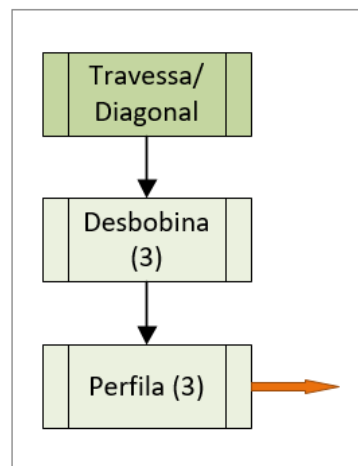 Travessa/
Diagonal
Desbobina
(3)
Perfila (3)